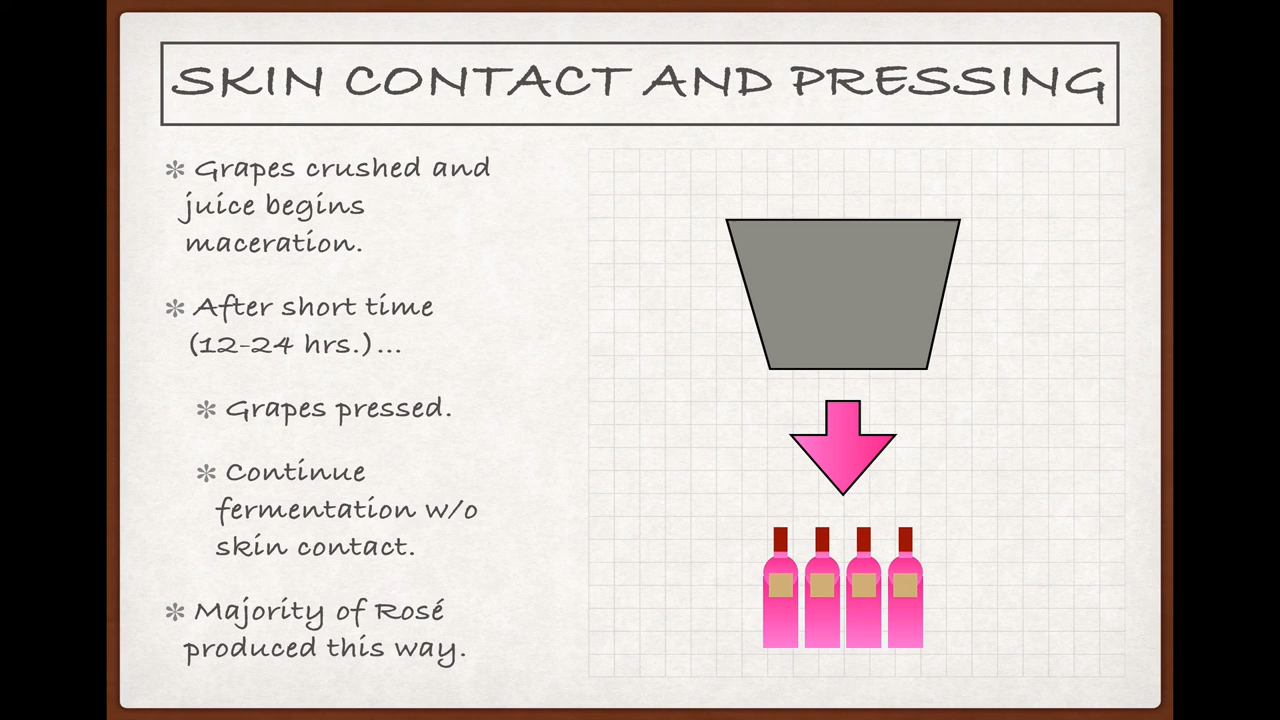 SKIN CONTACT AND PRESSING
✻ Grapes crushed and
juice begins
maceration.
✻ After short time
(12-24 hrs.)...
✻ Grapes pressed.
✻ Continue
fermentation w/o
skin contact.
✻ Majority of Rosé
produced this way.